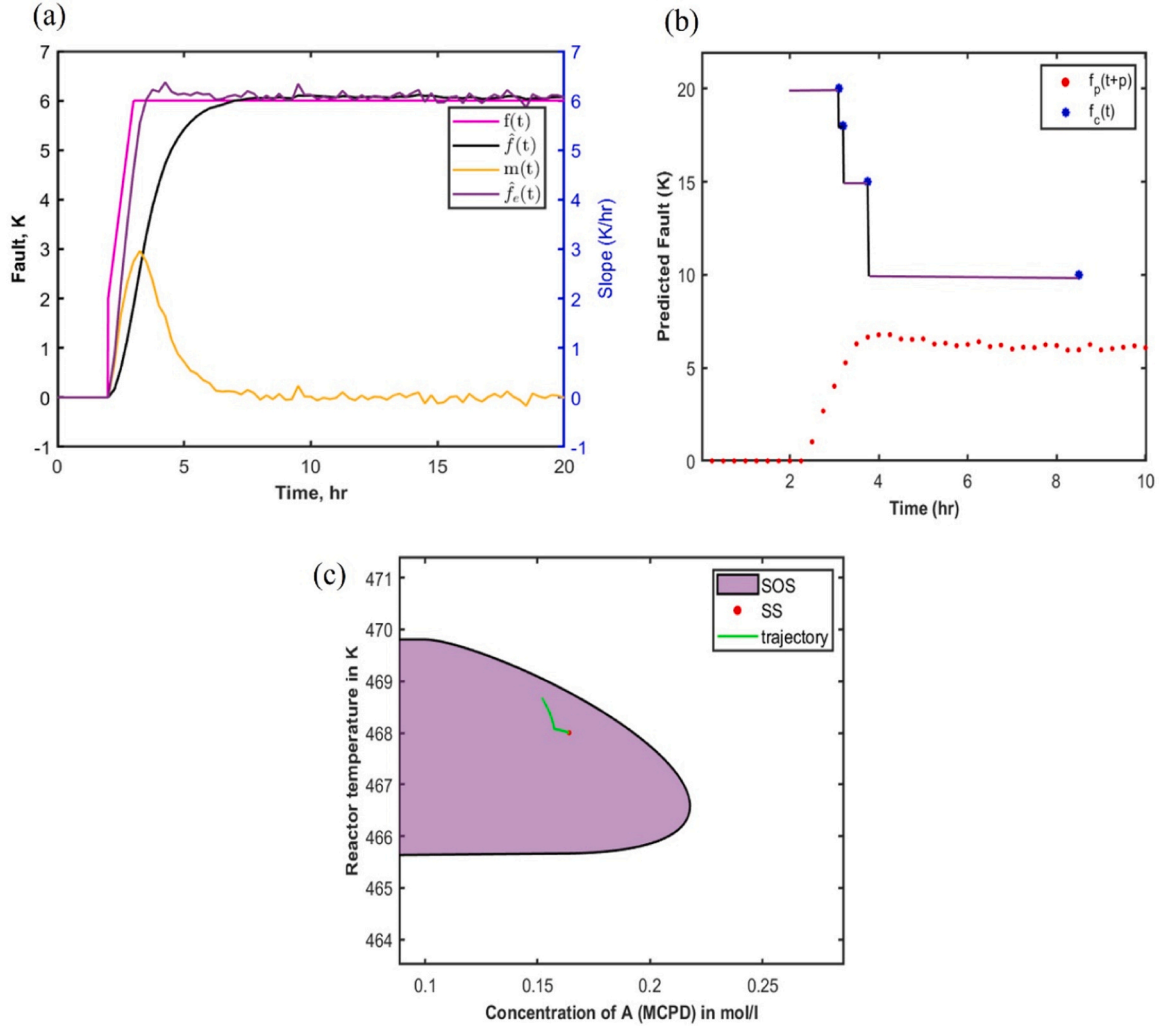 (a)
7
6
5
4
3
2
1
0
-1
Fault, K
0
5
10
15
20
Time, hr
7
6
5
4
3
2
1
0
-1
Slope (K/hr)
f(t)
f̂(t)
m(t)
f̂e(t)
(b)
20
15
10
5
0
Predicted Fault (K)
2
4
6
8
10
Time (hr)
fp(t+p)
fc(t)
(c)
471
470
469
468
467
466
465
464
Reactor temperature in K
0.1
0.15
0.2
0.25
Concentration of A (MCPD) in mol/l
SOS
SS
trajectory